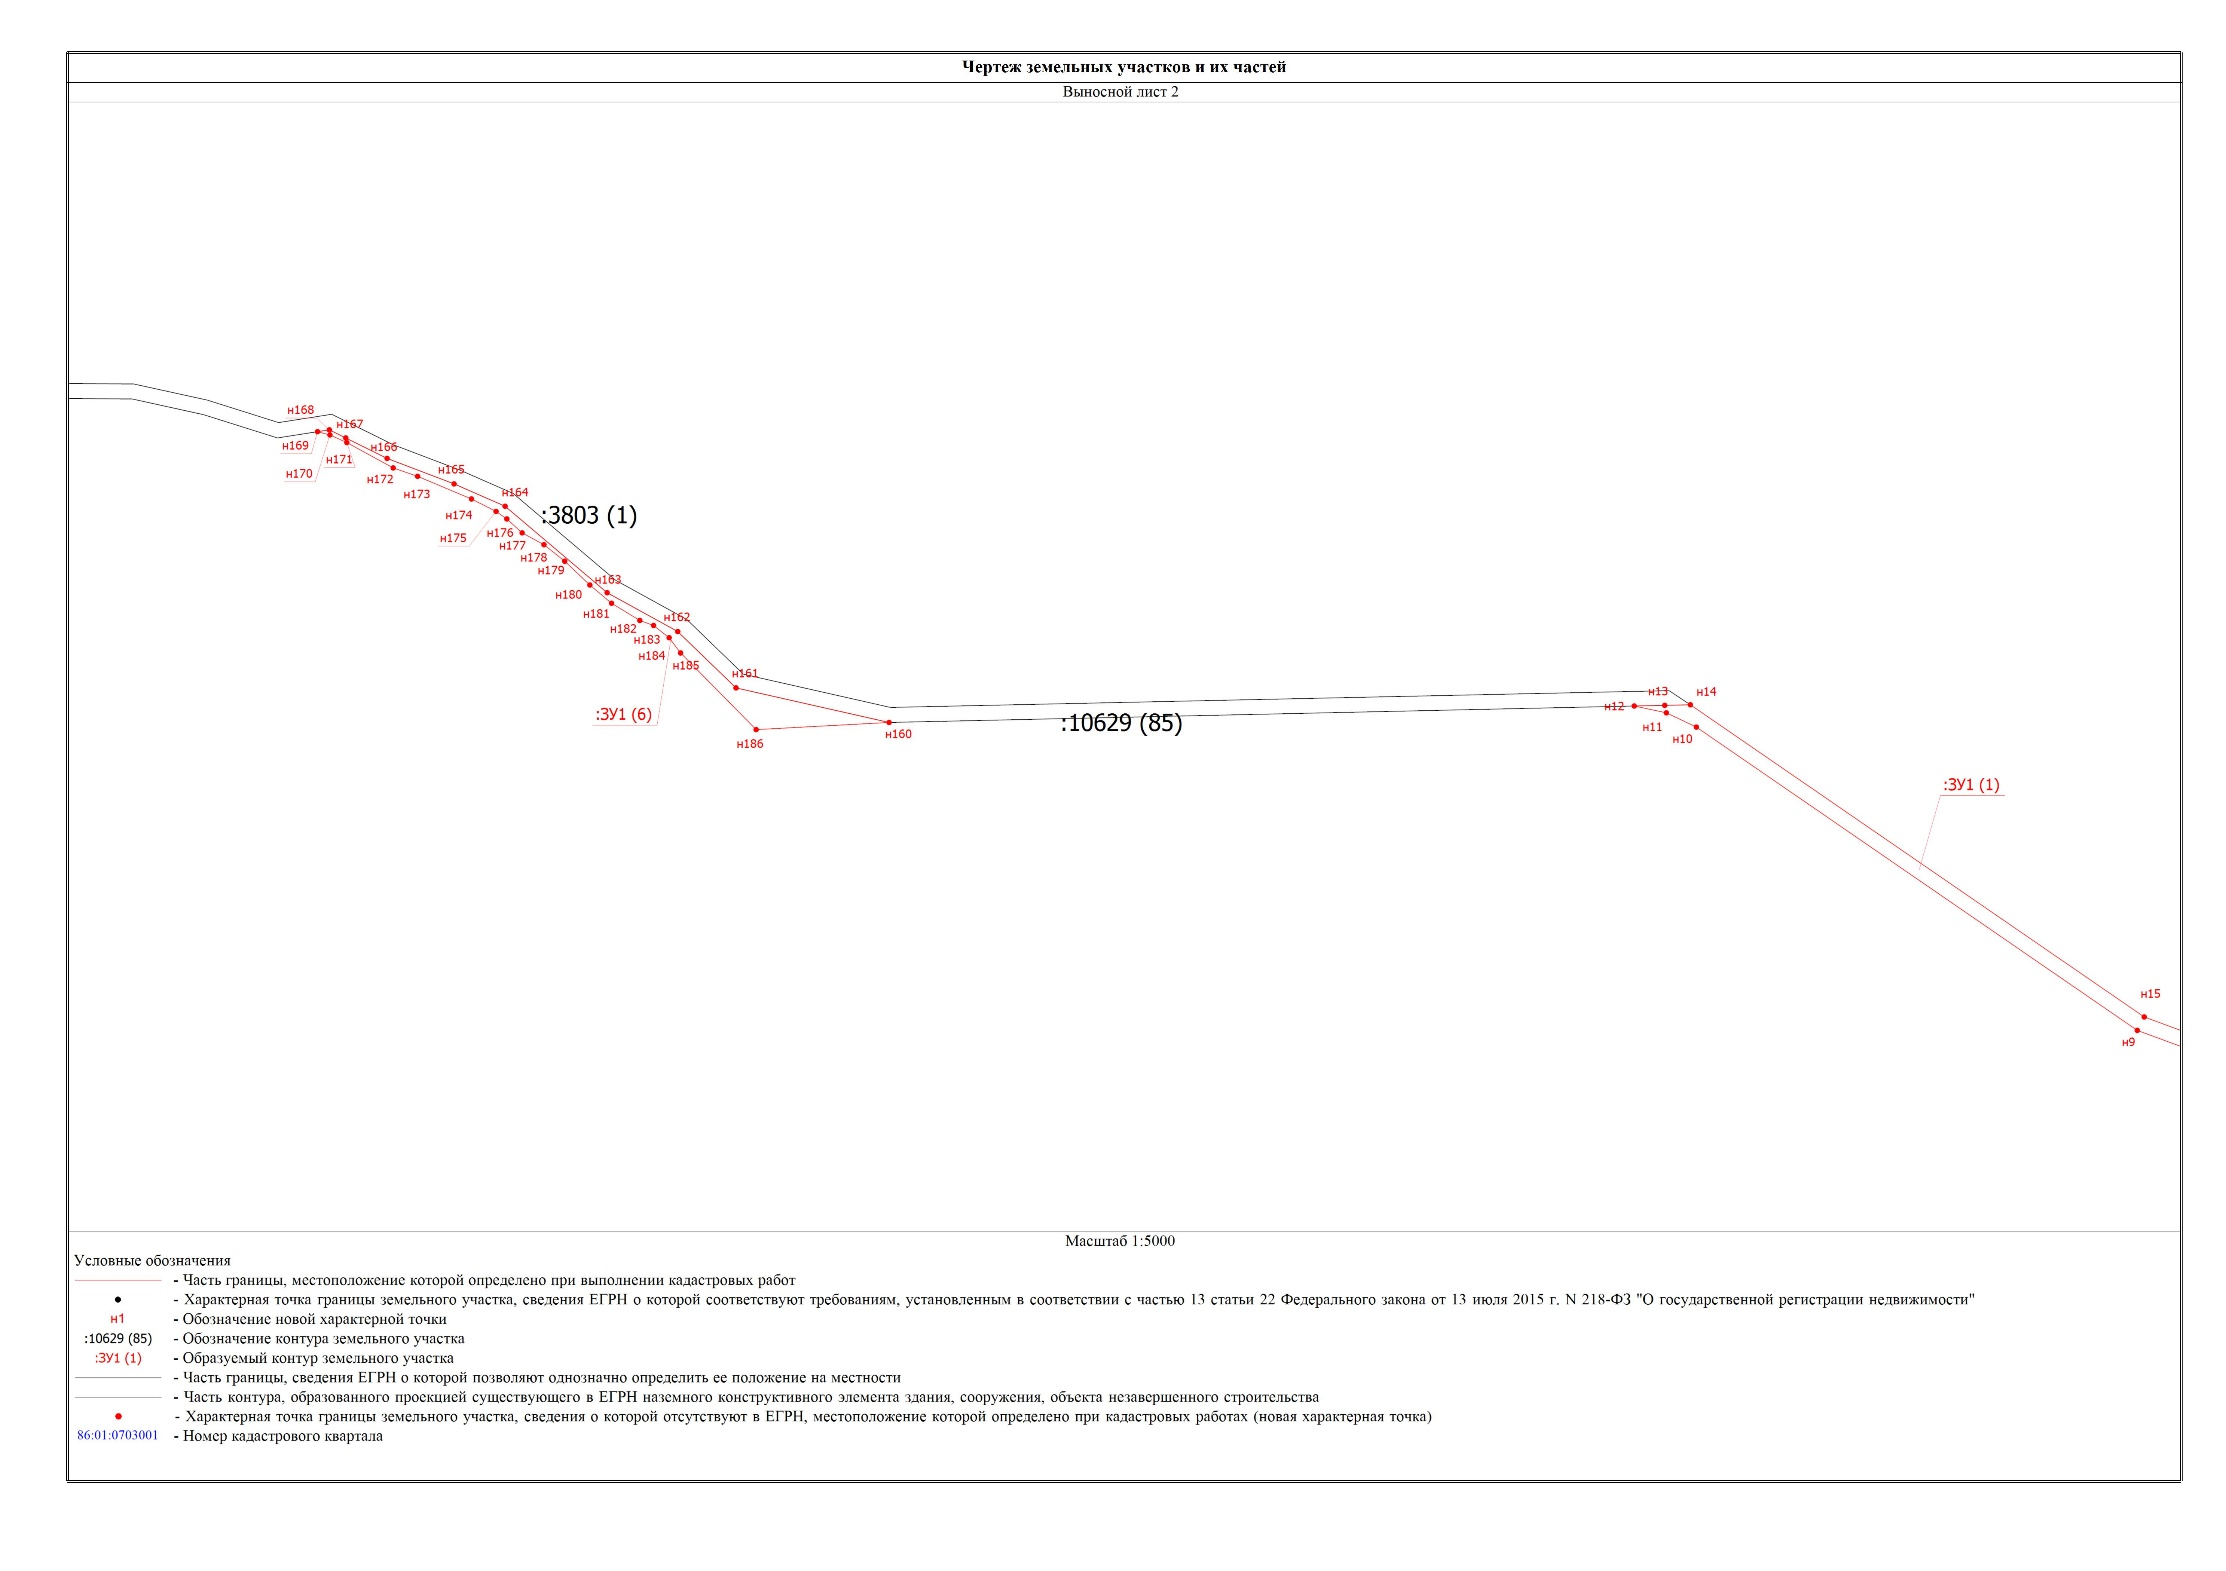 Чертеж земельных участков и их частей
Выносной лист 2
н168
н167
н169
н166
н171
н170
н165
н172
н173
н164
:3803 (1)
н174
н175
н176
н177
н178
н179
н163
н180
н181
н162
н182
н183
н184
н185
н161
:ЗУ1 (6)
н186
н160
:10629 (85)
н13
н14
н12
н11
н10
:ЗУ1 (1)
н15
н9
Масштаб 1:5000
Условные обозначения
- Часть границы, местоположение которой определено при выполнении кадастровых работ
- Характерная точка границы земельного участка, сведения ЕГРН о которой соответствуют требованиям, установленным в соответствии с частью 13 статьи 22 Федерального закона от 13 июля 2015 г. N 218-ФЗ "О государственной регистрации недвижимости"
н1 - Обозначение новой характерной точки
:10629 (85) - Обозначение контура земельного участка
:ЗУ1 (1) - Образуемый контур земельного участка
- Часть границы, сведения ЕГРН о которой позволяют однозначно определить ее положение на местности
- Часть контура, образованного проекцией существующего в ЕГРН наземного конструктивного элемента здания, сооружения, объекта незавершенного строительства
- Характерная точка границы земельного участка, сведения о которой отсутствуют в ЕГРН, местоположение которой определено при кадастровых работах (новая характерная точка)
86:01:0703001 - Номер кадастрового квартала